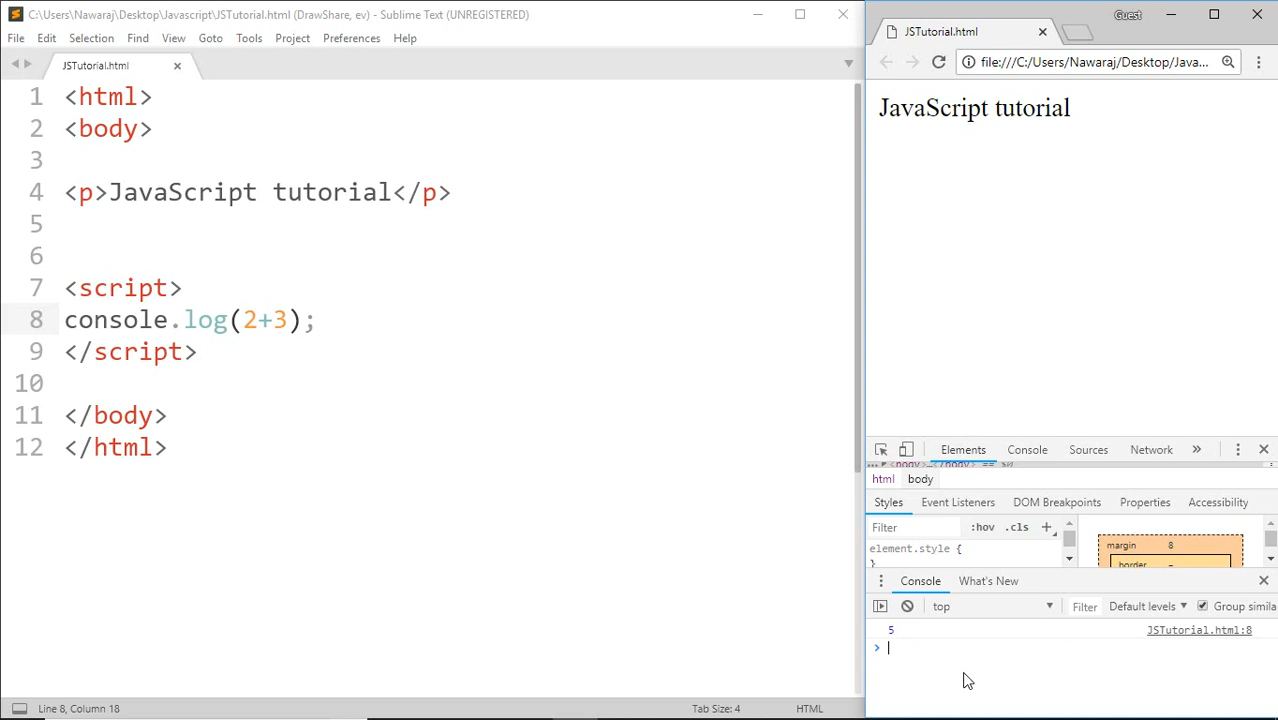 C:\Users\Nawaraj\Desktop\Javascript\JSTutorial.html (DrawShare, ev) - Sublime Text (UNREGISTERED)
File Edit Selection Find View Goto Tools Project Preferences Help
JSTutorial.html
1 <html>
2 <body>
3
4 <p>JavaScript tutorial</p>
5
6
7 <script>
8 console.log(2+3);
9 </script>
10
11 </body>
12 </html>
Line 8, Column 18 Tab Size: 4 HTML
Guest
JSTutorial.html
file:///C:/Users/Nawaraj/Desktop/Java...
JavaScript tutorial
Elements Console Sources Network »
... <body>…</body> == $0
html body
Styles Event Listeners DOM Breakpoints Properties Accessibility
Filter :hov .cls +
element.style {
}
margin 8
border -
Console What's New
top Filter Default levels Group simila
5 JSTutorial.html:8
>